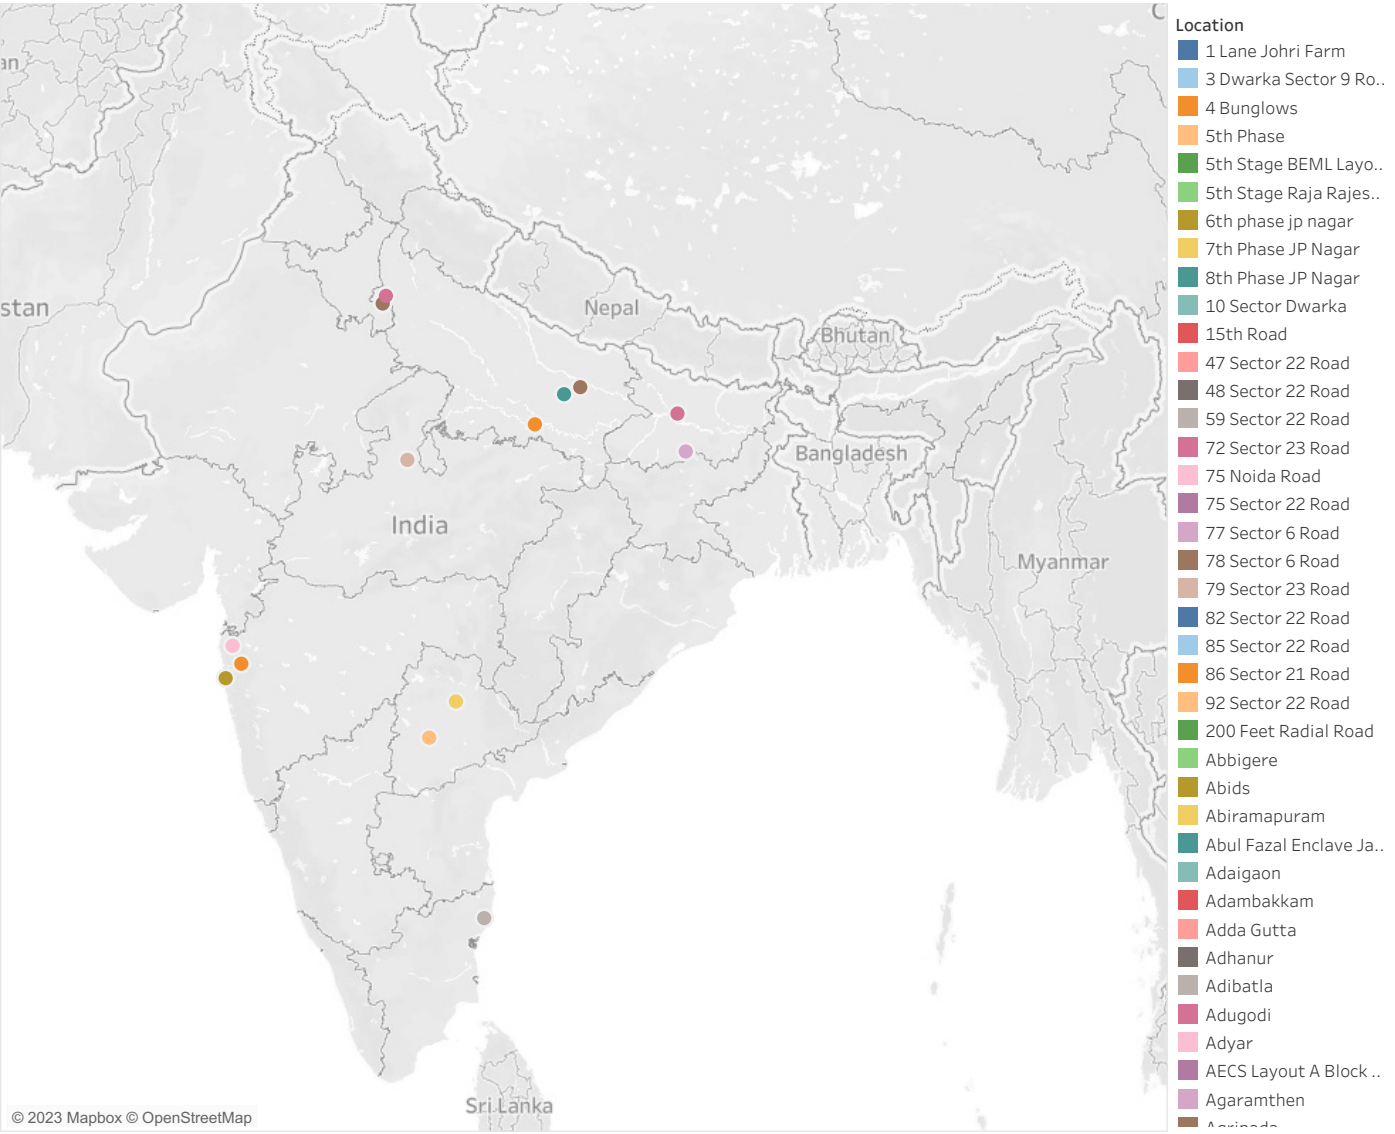 C
an
stan
Nepal
Bhutan
Bangladesh
India
Myanmar
Sri Lanka
© 2023 Mapbox © OpenStreetMap
Location
1 Lane Johri Farm
3 Dwarka Sector 9 Ro..
4 Bunglows
5th Phase
5th Stage BEML Layo..
5th Stage Raja Rajes..
6th phase jp nagar
7th Phase JP Nagar
8th Phase JP Nagar
10 Sector Dwarka
15th Road
47 Sector 22 Road
48 Sector 22 Road
59 Sector 22 Road
72 Sector 23 Road
75 Noida Road
75 Sector 22 Road
77 Sector 6 Road
78 Sector 6 Road
79 Sector 23 Road
82 Sector 22 Road
85 Sector 22 Road
86 Sector 21 Road
92 Sector 22 Road
200 Feet Radial Road
Abbigere
Abids
Abiramapuram
Abul Fazal Enclave Ja..
Adaigaon
Adambakkam
Adda Gutta
Adhanur
Adibatla
Adugodi
Adyar
AECS Layout A Block ..
Agaramthen